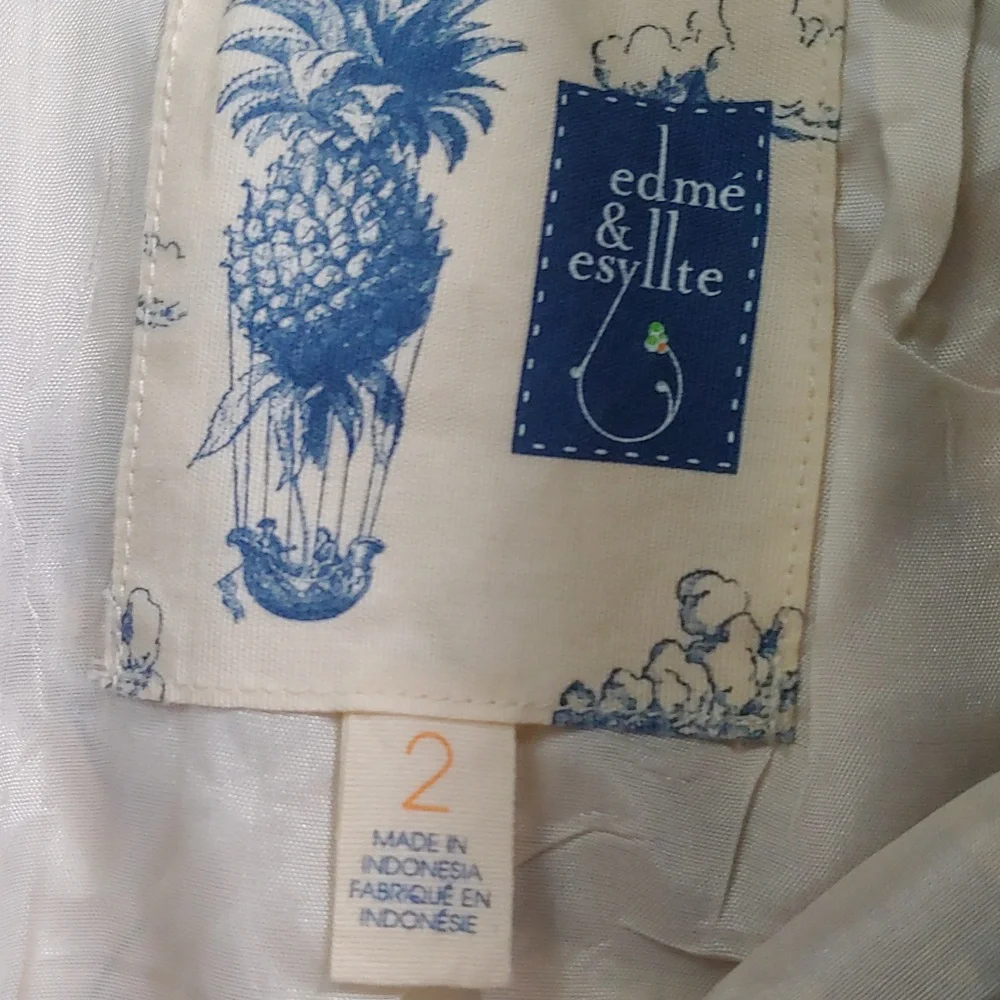 edmé
&
esyllte
2
MADE IN
INDONESIA
FABRIQUÉ EN
INDONÉSIE